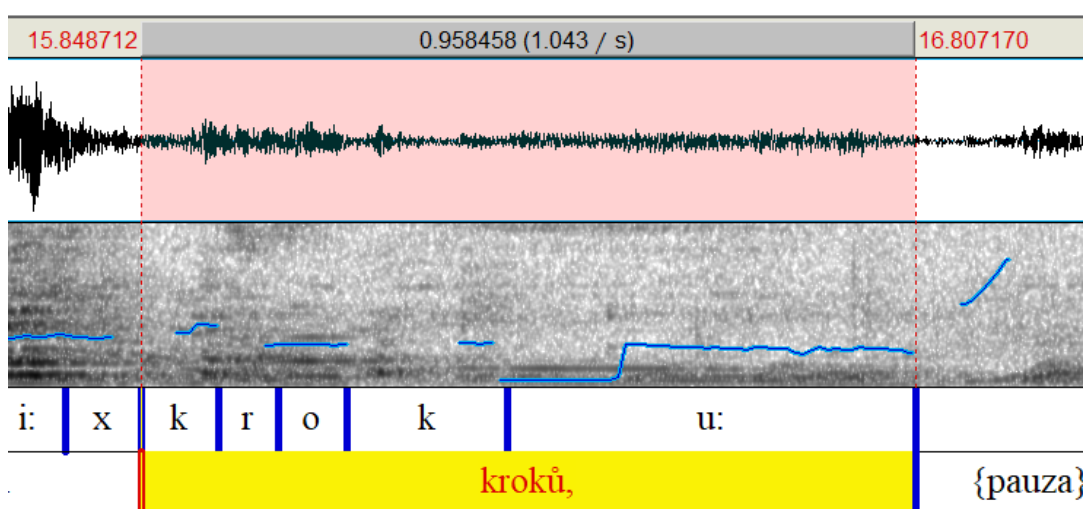 15.848712 0.958458 (1.043 / s) 16.807170
i: x k r o k u:
. kroků, {pauza}